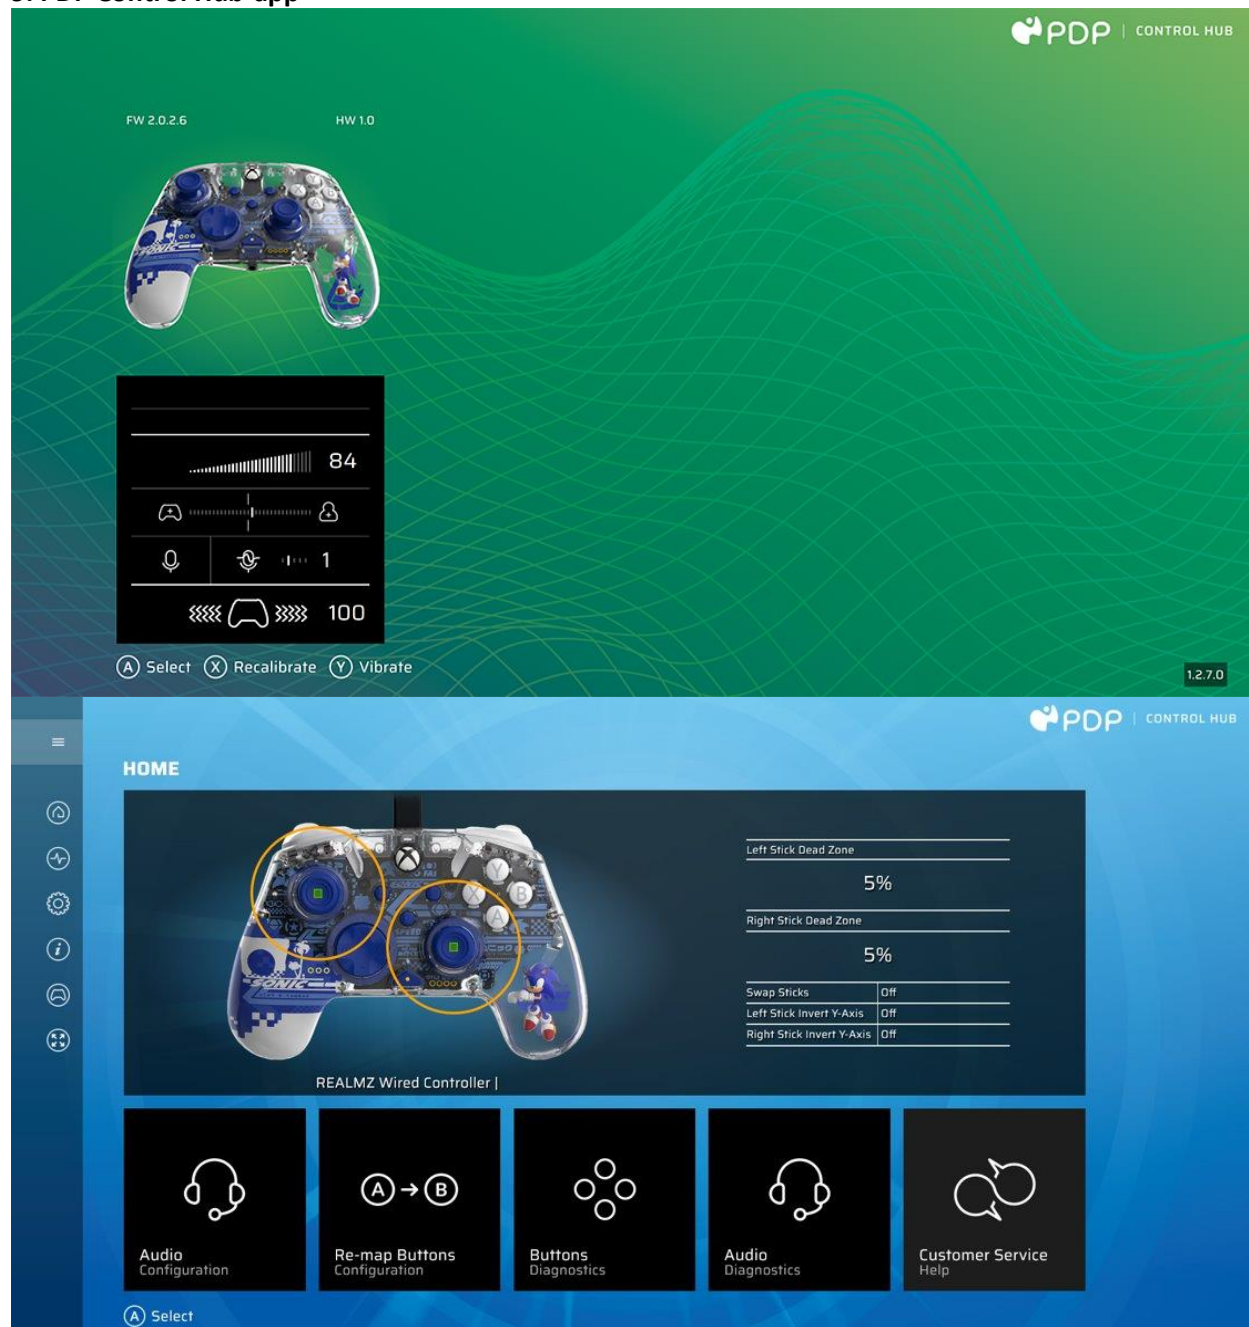 PDP | CONTROL HUB
FW 2.0.2.6
HW 1.0
SONIC
84
1
100
A Select X Recalibrate Y Vibrate
1.2.7.0
PDP | CONTROL HUB
HOME
Left Stick Dead Zone
5%
Right Stick Dead Zone
5%
Swap Sticks Off
Left Stick Invert Y-Axis Off
Right Stick Invert Y-Axis Off
Y
X B
A
SONIC
REALMZ Wired Controller |
A → B
Audio
Configuration
Re-map Buttons
Configuration
Buttons
Diagnostics
Audio
Diagnostics
Customer Service
Help
A Select